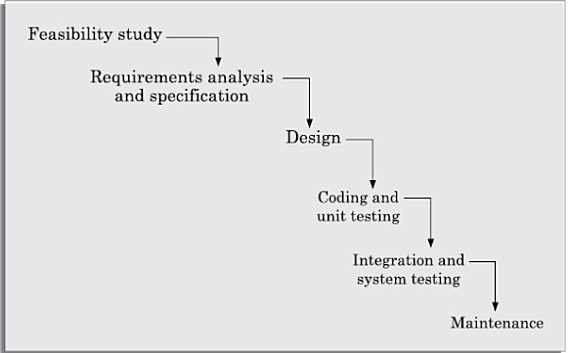 Feasibility study
Requirements analysis
and specification
Design
Coding and
unit testing
Integration and
system testing
Maintenance